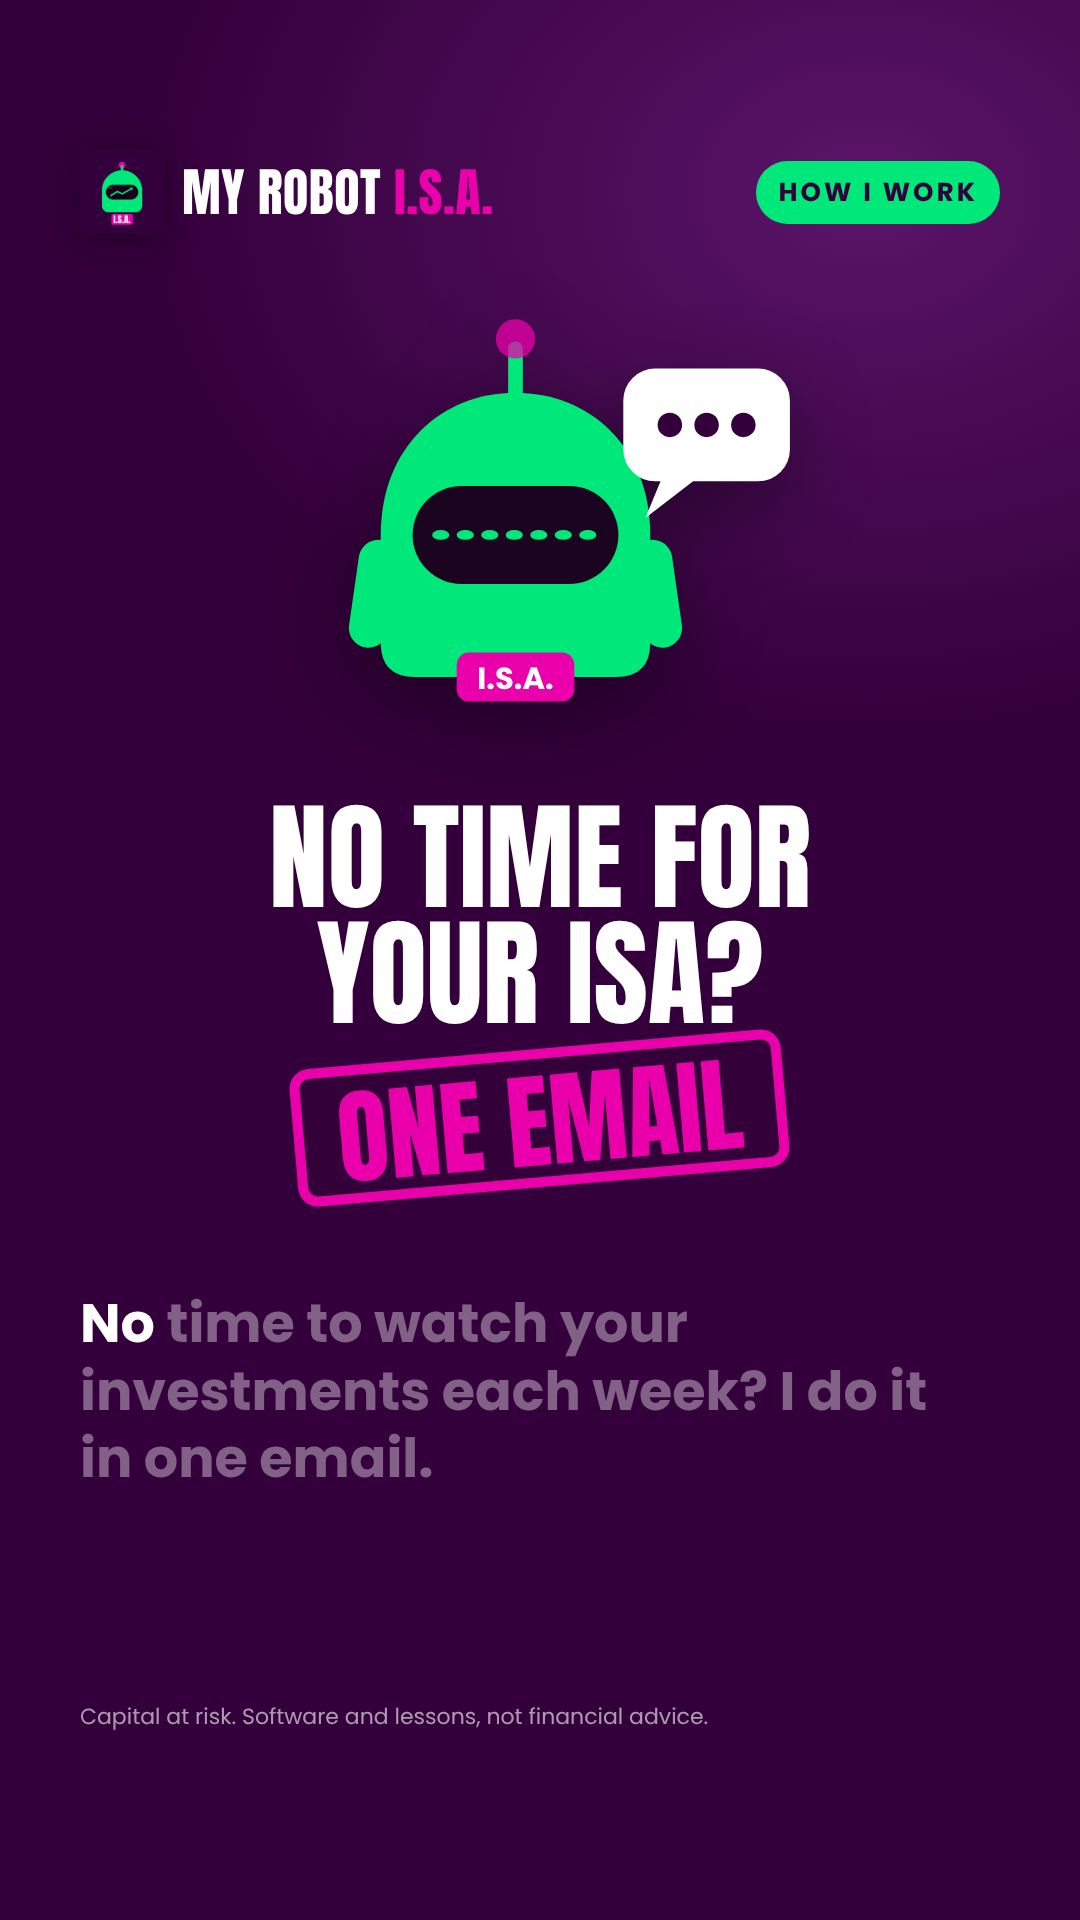 I.S.A.
MY ROBOT I.S.A.
HOW I WORK
I.S.A.
NO TIME FOR
YOUR ISA?
ONE EMAIL
No time to watch your
investments each week? I do it
in one email.
Capital at risk. Software and lessons, not financial advice.